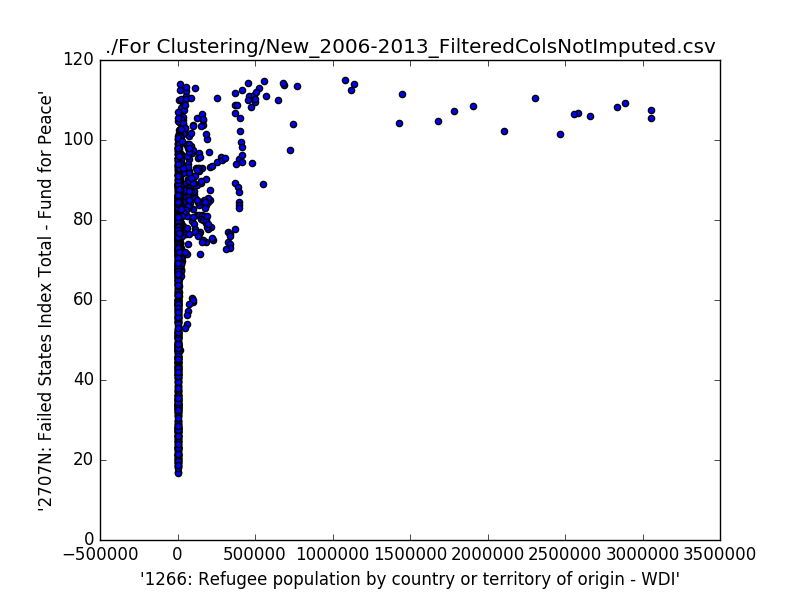 ./For Clustering/New_2006-2013_FilteredColsNotImputed.csv
120
100
80
60
40
20
0
'2707N: Failed States Index Total - Fund for Peace'
−500000 0 500000 1000000 1500000 2000000 2500000 3000000 3500000
'1266: Refugee population by country or territory of origin - WDI'